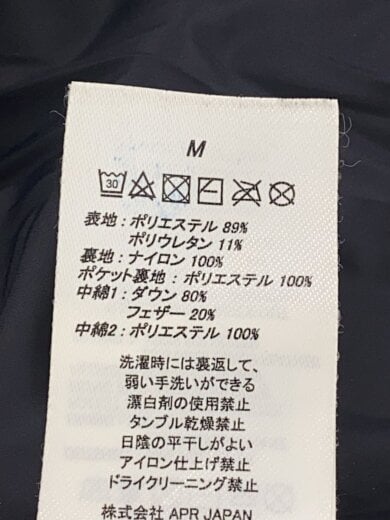 M
30
表地：ポリエステル 89%
ポリウレタン 11%
裏地：ナイロン 100%
ポケット裏地：ポリエステル 100%
中綿1：ダウン 80%
フェザー 20%
中綿2：ポリエステル 100%
洗濯時には裏返して、
弱い手洗いができる
漂白剤の使用禁止
タンブル乾燥禁止
日陰の平干しがよい
アイロン仕上げ禁止
ドライクリーニング禁止
株式会社 APR JAPAN